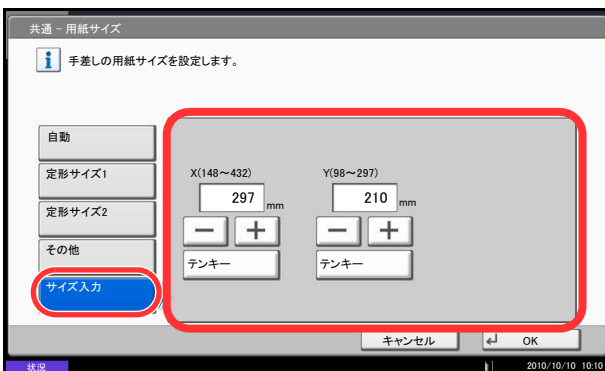 共通 - 用紙サイズ
手差しの用紙サイズを設定します。
自動
定形サイズ1
定形サイズ2
その他
サイズ入力
X(148～432)
297 mm
テンキー
Y(98～297)
210 mm
テンキー
キャンセル
OK
状況
2010/10/10 10:10